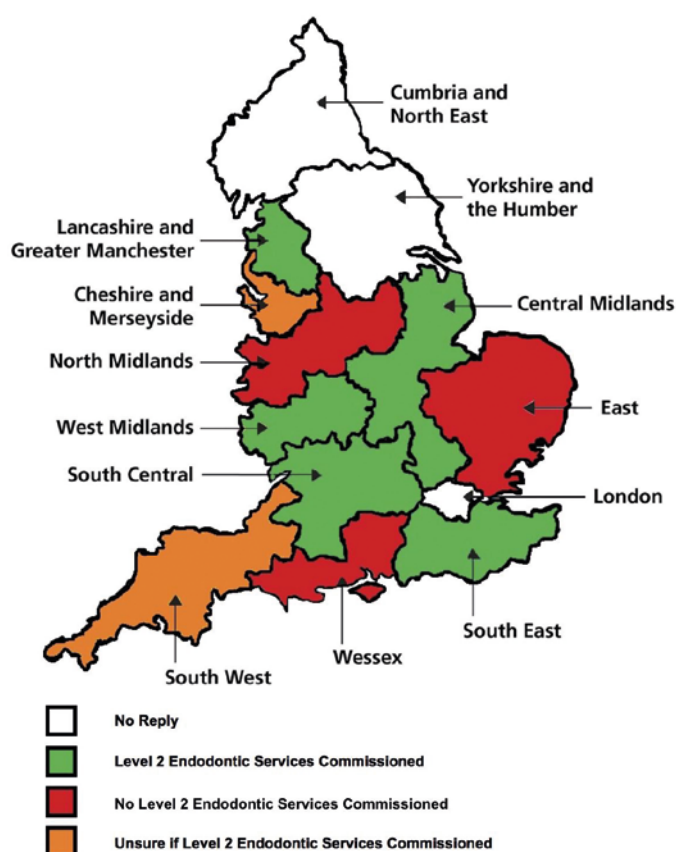 Cumbria and
North East
Yorkshire and
the Humber
Lancashire and
Greater Manchester
Cheshire and
Merseyside
Central Midlands
North Midlands
East
West Midlands
South Central
London
South East
Wessex
South West
No Reply
Level 2 Endodontic Services Commissioned
No Level 2 Endodontic Services Commissioned
Unsure if Level 2 Endodontic Services Commissioned